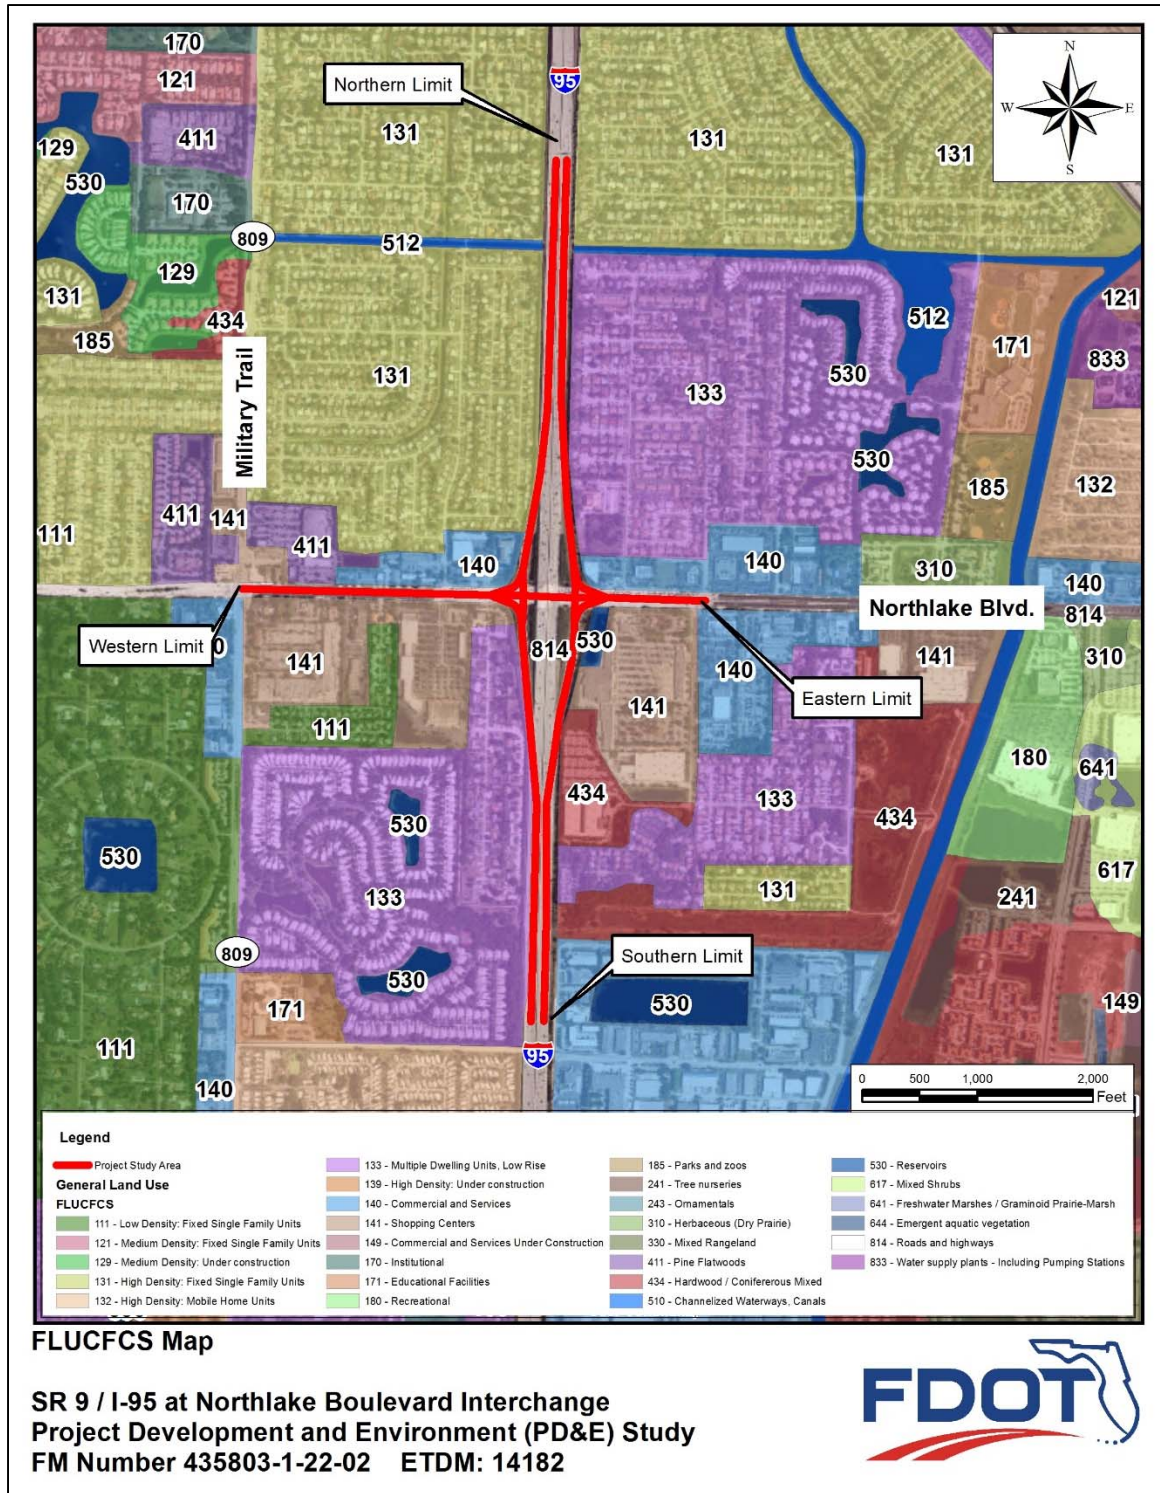 170
121
411
129
530
170
809
129
131
185
434
Northern Limit
95
131
131
131
N
W E
S
512
131
Military Trail
133
530
512
171
121
833
530
185
132
111
411
141
411
140
140
310
140
Northlake Blvd.
814
Western Limit
0
141
111
814
530
141
140
Eastern Limit
141
310
180
641
434
133
434
530
530
133
131
241
617
809
530
Southern Limit
530
171
95
149
111
140
0 500 1,000 2,000
Feet
Legend
Project Study Area
General Land Use
FLUCFCS
111 - Low Density: Fixed Single Family Units
121 - Medium Density: Fixed Single Family Units
129 - Medium Density: Under construction
131 - High Density: Fixed Single Family Units
132 - High Density: Mobile Home Units
133 - Multiple Dwelling Units, Low Rise
139 - High Density: Under construction
140 - Commercial and Services
141 - Shopping Centers
149 - Commercial and Services Under Construction
170 - Institutional
171 - Educational Facilities
180 - Recreational
185 - Parks and zoos
241 - Tree nurseries
243 - Ornamentals
310 - Herbaceous (Dry Prairie)
330 - Mixed Rangeland
411 - Pine Flatwoods
434 - Hardwood / Coniferous Mixed
510 - Channelized Waterways, Canals
530 - Reservoirs
617 - Mixed Shrubs
641 - Freshwater Marshes / Graminoid Prairie-Marsh
644 - Emergent aquatic vegetation
814 - Roads and highways
833 - Water supply plants - Including Pumping Stations
FLUCFCS Map
SR 9 / I-95 at Northlake Boulevard Interchange
Project Development and Environment (PD&E) Study
FM Number 435803-1-22-02 ETDM: 14182
FDOT